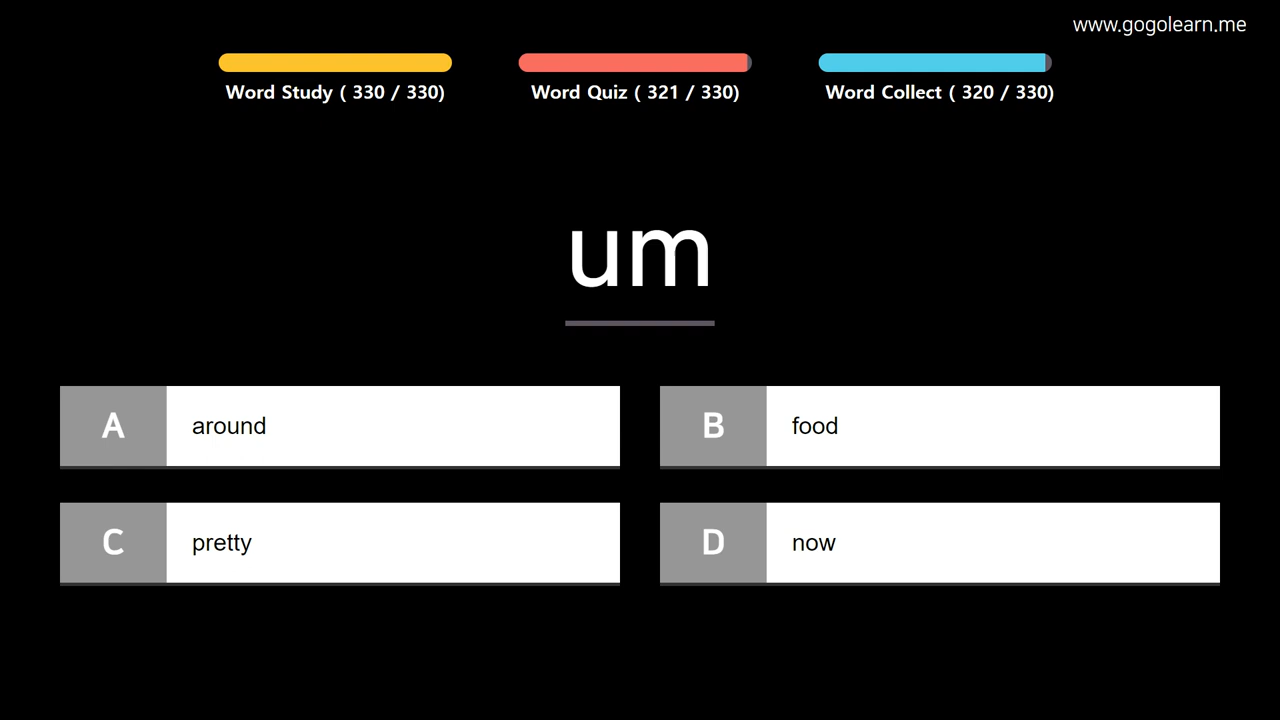 www.gogolearn.me
Word Study ( 330 / 330)
Word Quiz ( 321 / 330)
Word Collect ( 320 / 330)
um
A around
B food
C pretty
D now